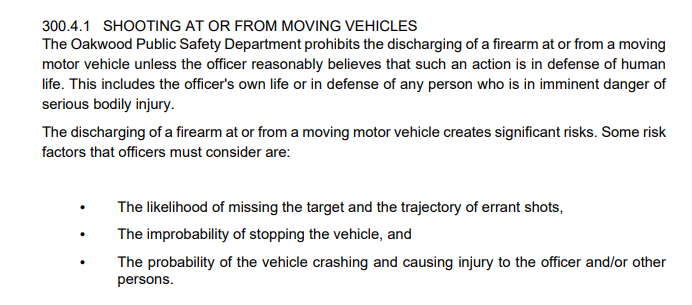 300.4.1 SHOOTING AT OR FROM MOVING VEHICLES
The Oakwood Public Safety Department prohibits the discharging of a firearm at or from a moving
motor vehicle unless the officer reasonably believes that such an action is in defense of human
life. This includes the officer's own life or in defense of any person who is in imminent danger of
serious bodily injury.
The discharging of a firearm at or from a moving motor vehicle creates significant risks. Some risk
factors that officers must consider are:
• The likelihood of missing the target and the trajectory of errant shots,
• The improbability of stopping the vehicle, and
• The probability of the vehicle crashing and causing injury to the officer and/or other
persons.